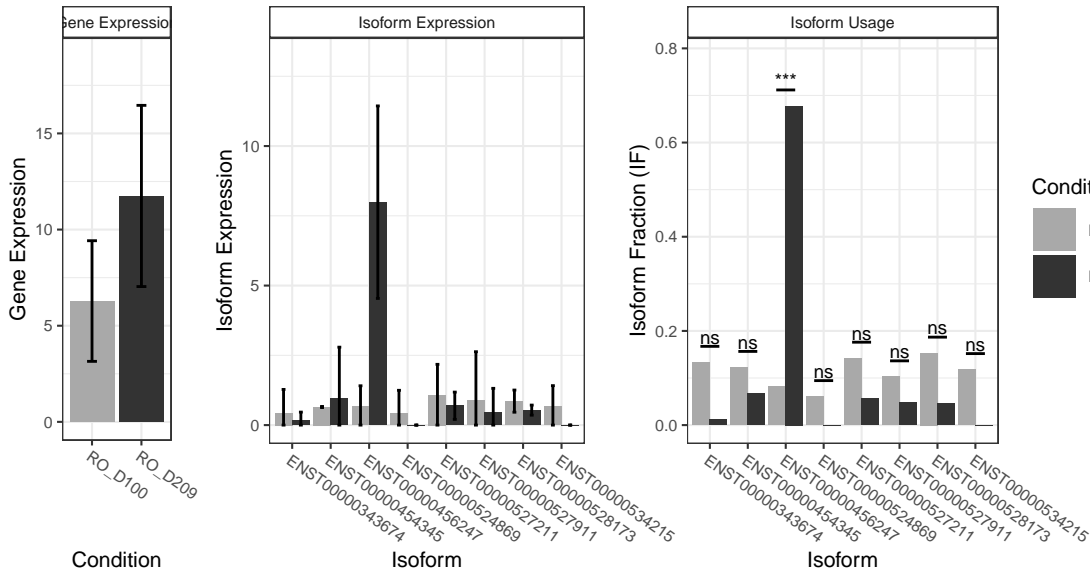 Gene Expression
Isoform Expression
Isoform Usage
Gene Expression
15
10
5
0
RO_D100
RO_D209
Condition
Isoform Expression
10
5
0
ENST00000343674
ENST00000454345
ENST00000456247
ENST00000524869
ENST00000527211
ENST00000527911
ENST00000528173
ENST00000534215
Isoform
Isoform Fraction (IF)
0.8
0.6
0.4
0.2
0.0
ns
ns
***
ns
ns
ns
ns
ns
ENST00000343674
ENST00000454345
ENST00000456247
ENST00000524869
ENST00000527211
ENST00000527911
ENST00000528173
ENST00000534215
Isoform
Condit